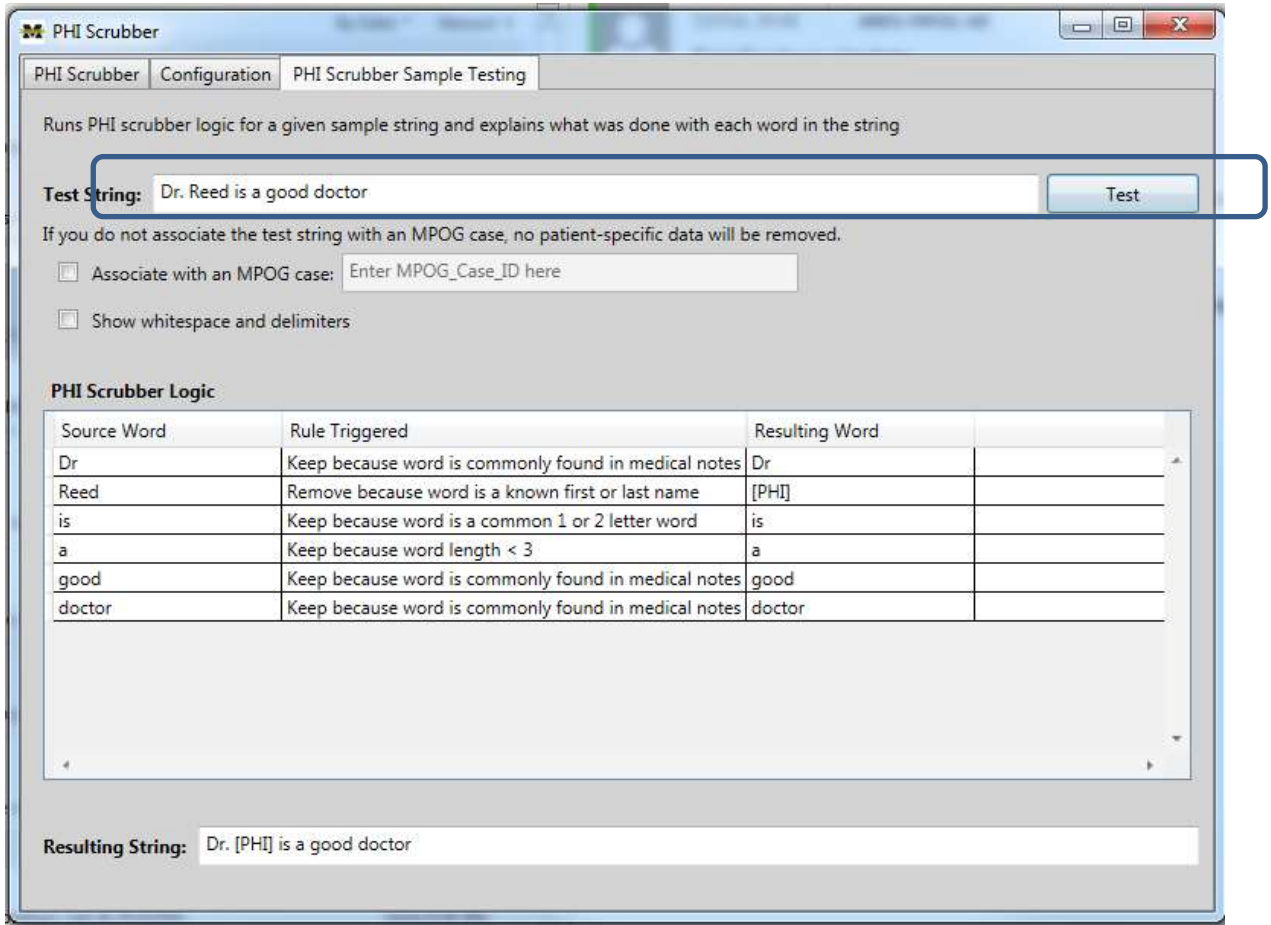 PHI Scrubber
PHI Scrubber Configuration PHI Scrubber Sample Testing
Runs PHI scrubber logic for a given sample string and explains what was done with each word in the string
Test String: Dr. Reed is a good doctor Test
If you do not associate the test string with an MPOG case, no patient-specific data will be removed.
Associate with an MPOG case: Enter MPOG_Case_ID here
Show whitespace and delimiters
PHI Scrubber Logic
Source Word Rule Triggered Resulting Word
Dr Keep because word is commonly found in medical notes Dr
Reed Remove because word is a known first or last name [PHI]
is Keep because word is a common 1 or 2 letter word is
a Keep because word length < 3 a
good Keep because word is commonly found in medical notes good
doctor Keep because word is commonly found in medical notes doctor
Resulting String: Dr. [PHI] is a good doctor